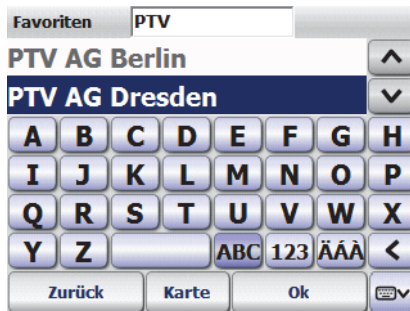 Favoriten PTV
PTV AG Berlin
PTV AG Dresden
A B C D E F G H
I J K L M N O P
Q R S T U V W X
Y Z ABC 123 ÄÁÀ <
Zurück Karte Ok